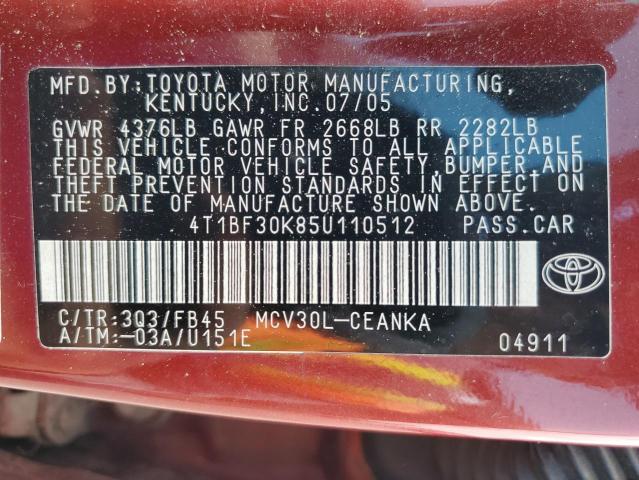 MFD.BY:TOYOTA MOTOR MANUFACTURING,
KENTUCKY,INC.07/05
GVWR 4376LB GAWR FR 2668LB RR 2282LB
THIS VEHICLE CONFORMS TO ALL APPLICABLE
FEDERAL MOTOR VEHICLE SAFETY,BUMPER,AND
THEFT PREVENTION STANDARDS IN EFFECT ON
THE DATE OF MANUFACTURE SHOWN ABOVE.
4T1BF30K85U110512 PASS.CAR
C/TR:3Q3/FB45 MCV30L-CEANKA
A/TM:-03A/U151E 04911